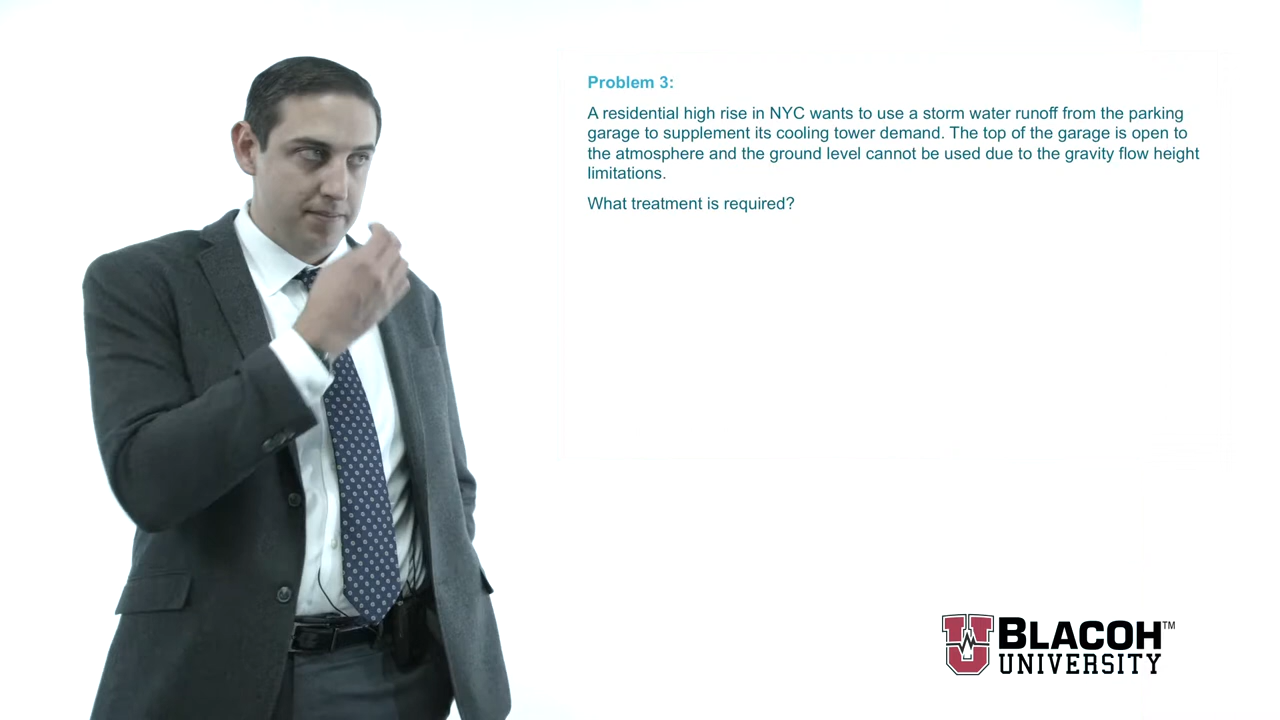 Problem 3:
A residential high rise in NYC wants to use a storm water runoff from the parking
garage to supplement its cooling tower demand. The top of the garage is open to
the atmosphere and the ground level cannot be used due to the gravity flow height
limitations.
What treatment is required?
U BLACOH™
UNIVERSITY